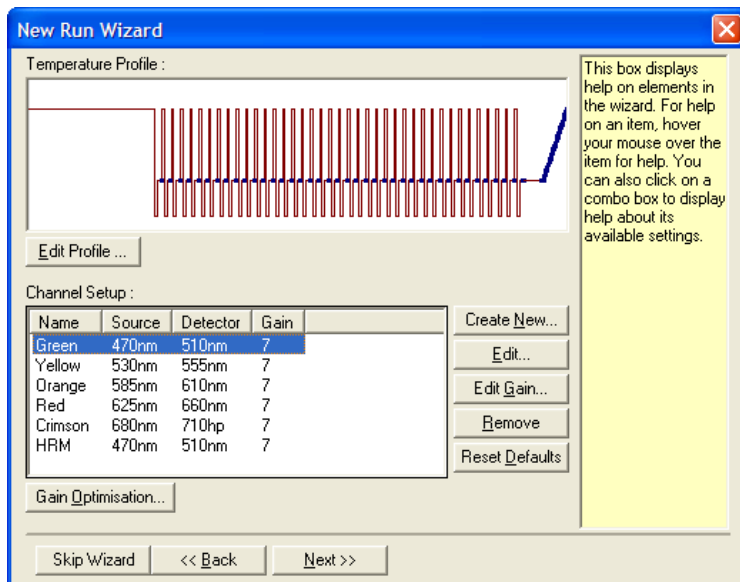 New Run Wizard
Temperature Profile :
Edit Profile ...
Channel Setup :
Name Source Detector Gain
Green 470nm 510nm 7
Yellow 530nm 555nm 7
Orange 585nm 610nm 7
Red 625nm 660nm 7
Crimson 680nm 710hp 7
HRM 470nm 510nm 7
Create New...
Edit...
Edit Gain...
Remove
Reset Defaults
Gain Optimisation...
This box displays
help on elements in
the wizard. For help
on an item, hover
your mouse over the
item for help. You
can also click on a
combo box to display
help about its
available settings.
Skip Wizard << Back Next >>